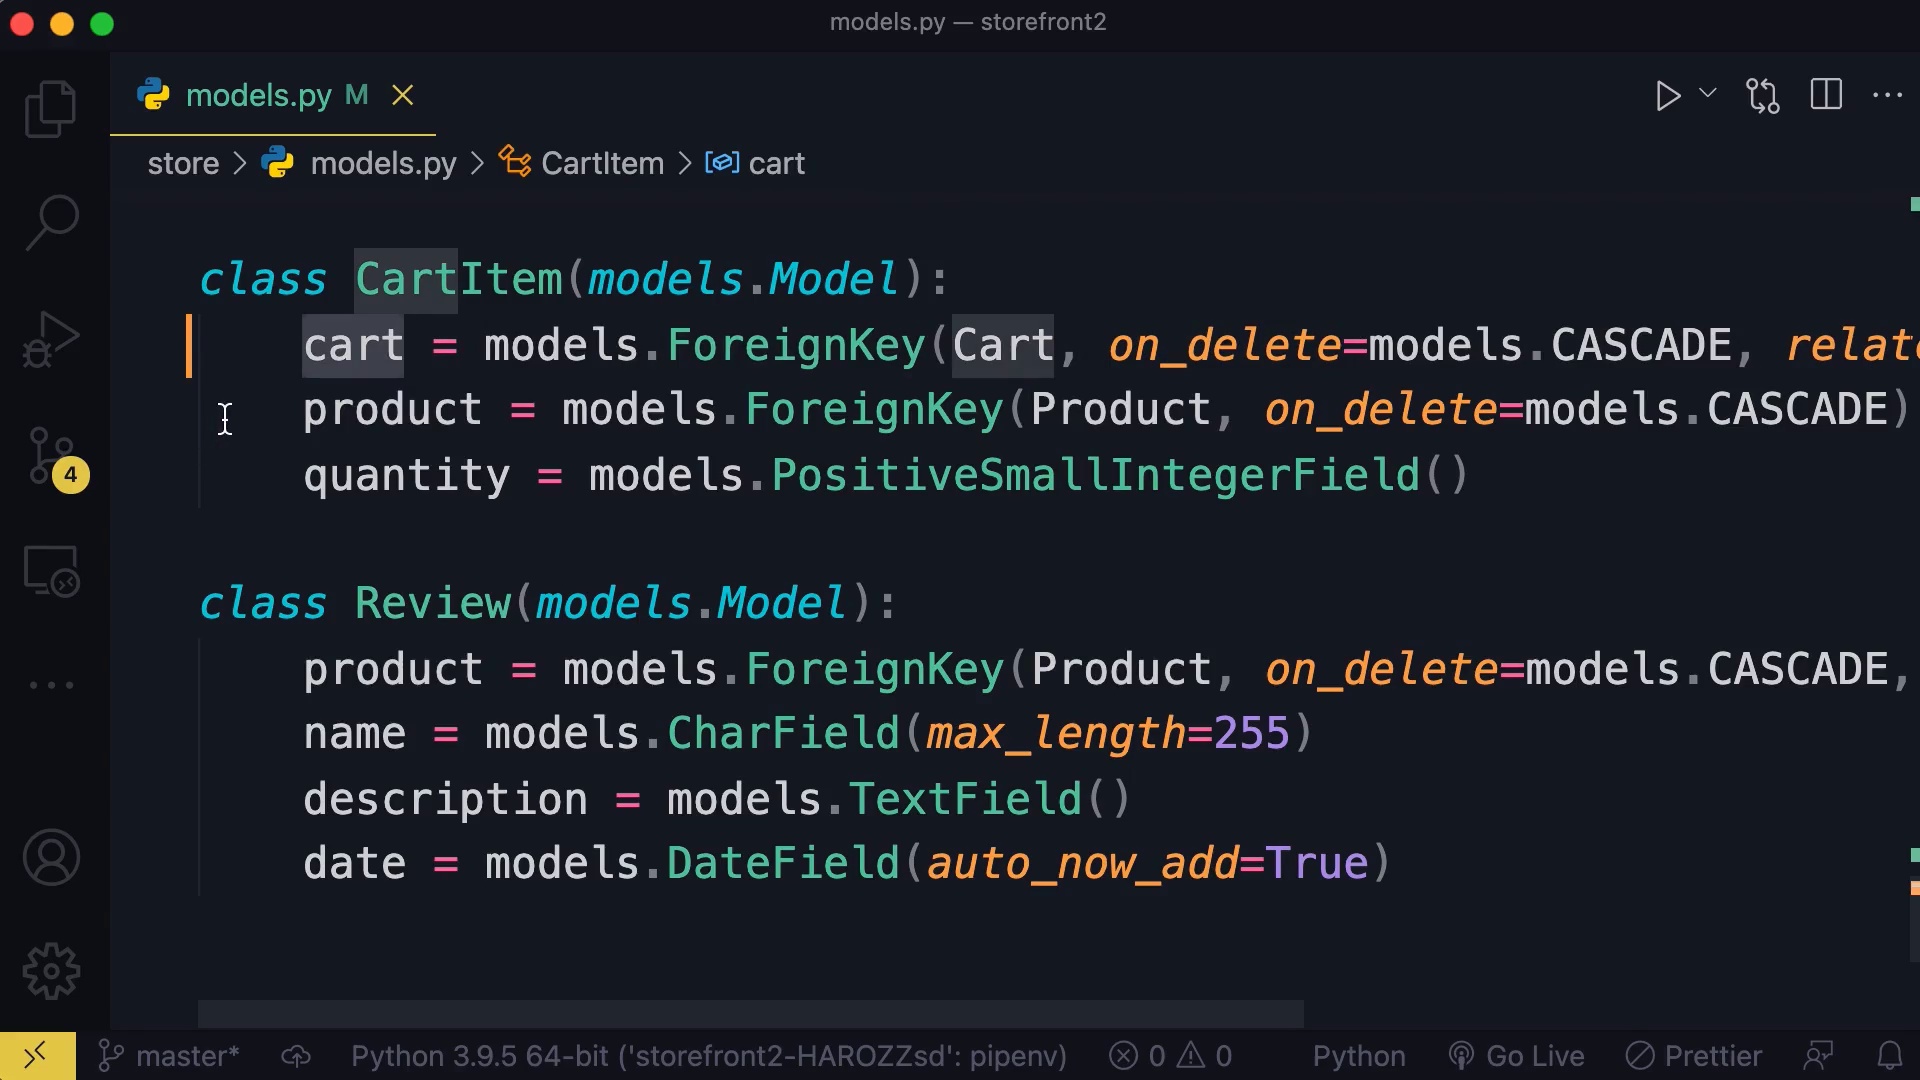 models.py — storefront2
models.py M
store > models.py > CartItem > cart
class CartItem(models.Model):
cart = models.ForeignKey(Cart, on_delete=models.CASCADE, relat
product = models.ForeignKey(Product, on_delete=models.CASCADE)
quantity = models.PositiveSmallIntegerField()
4
class Review(models.Model):
product = models.ForeignKey(Product, on_delete=models.CASCADE,
name = models.CharField(max_length=255)
description = models.TextField()
date = models.DateField(auto_now_add=True)
master* Python 3.9.5 64-bit ('storefront2-HAROZZsd': pipenv) 0 0 Python Go Live Prettier